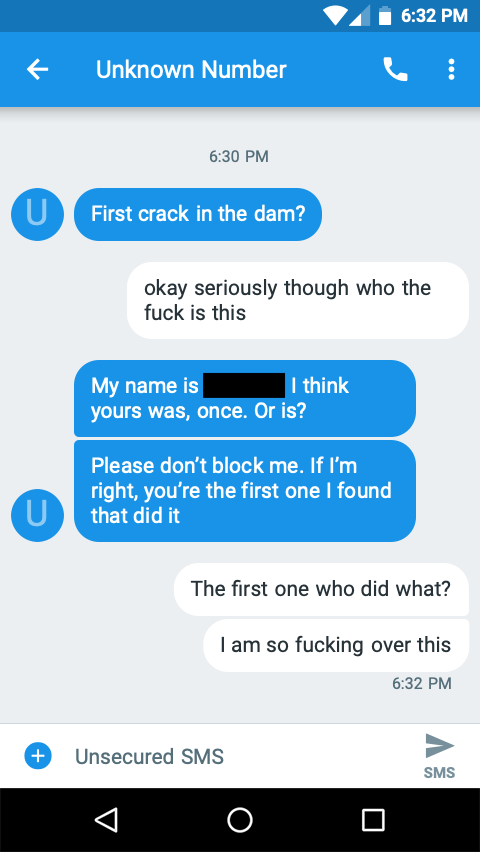 6:32 PM
Unknown Number
6:30 PM
U
First crack in the dam?
okay seriously though who the
fuck is this
My name is I think
yours was, once. Or is?
Please don't block me. If I'm
right, you're the first one I found
that did it
U
The first one who did what?
I am so fucking over this
6:32 PM
Unsecured SMS
SMS